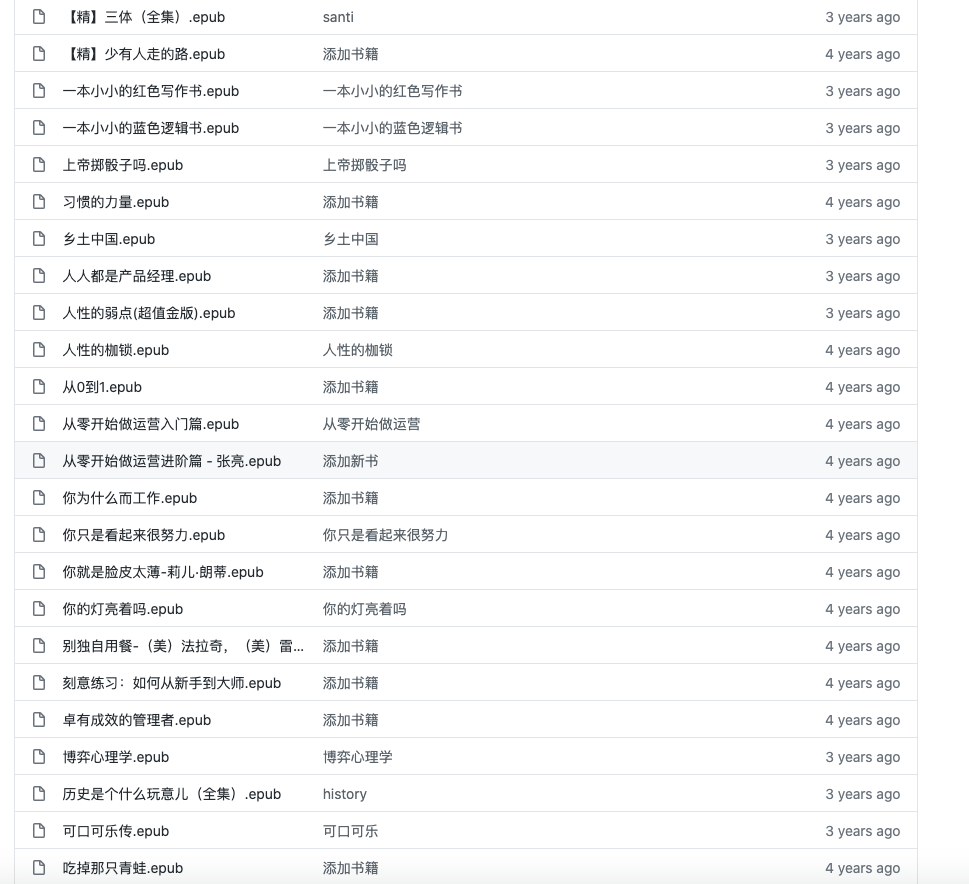 【精】三体（全集）.epub santi 3 years ago
【精】少有人走的路.epub 添加书籍 4 years ago
一本小小的红色写作书.epub 一本小小的红色写作书 3 years ago
一本小小的蓝色逻辑书.epub 一本小小的蓝色逻辑书 3 years ago
上帝掷骰子吗.epub 上帝掷骰子吗 3 years ago
习惯的力量.epub 添加书籍 4 years ago
乡土中国.epub 乡土中国 3 years ago
人人都是产品经理.epub 添加书籍 3 years ago
人性的弱点(超值金版).epub 添加书籍 3 years ago
人性的枷锁.epub 人性的枷锁 4 years ago
从0到1.epub 添加书籍 4 years ago
从零开始做运营入门篇.epub 从零开始做运营 4 years ago
从零开始做运营进阶篇 - 张亮.epub 添加新书 4 years ago
你为什么而工作.epub 添加书籍 4 years ago
你只是看起来很努力.epub 你只是看起来很努力 4 years ago
你就是脸皮太薄-莉儿·朗蒂.epub 添加书籍 4 years ago
你的灯亮着吗.epub 你的灯亮着吗 4 years ago
别独自用餐-（美）法拉奇，（美）雷... 添加书籍 4 years ago
刻意练习：如何从新手到大师.epub 添加书籍 4 years ago
卓有成效的管理者.epub 添加书籍 4 years ago
博弈心理学.epub 博弈心理学 3 years ago
历史是个什么玩意儿（全集）.epub history 3 years ago
可口可乐传.epub 可口可乐 3 years ago
吃掉那只青蛙.epub 添加书籍 4 years ago